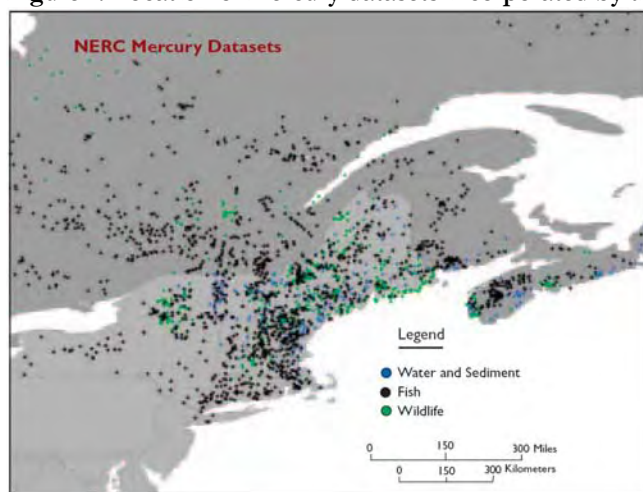 NERC Mercury Datasets
Legend
Water and Sediment
Fish
Wildlife
0 150 300 Miles
0 150 300 Kilometers